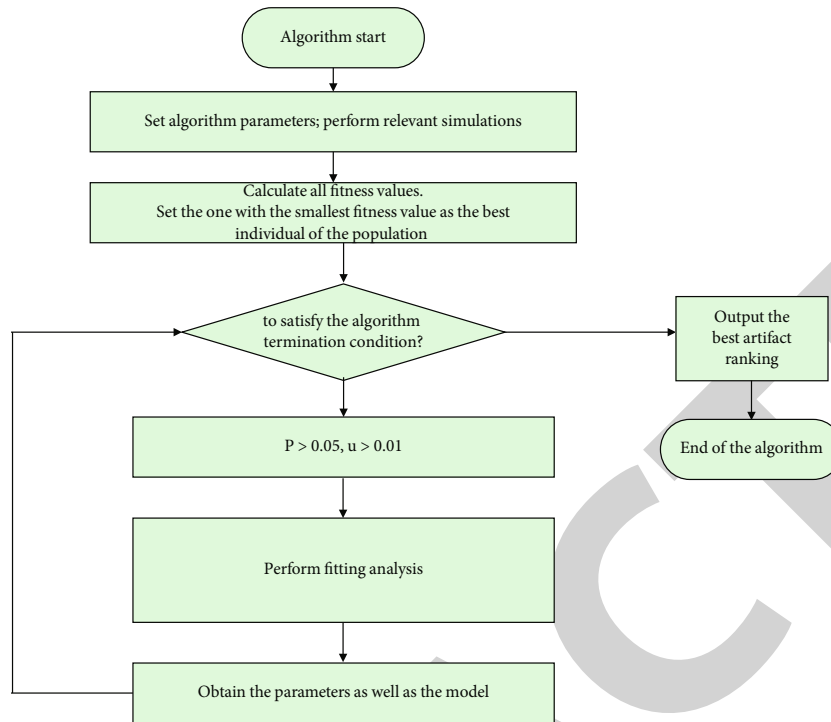 Algorithm start
Set algorithm parameters; perform relevant simulations
Calculate all fitness values.
Set the one with the smallest fitness value as the best
individual of the population
to satisfy the algorithm
termination condition?
Output the
best artifact
ranking
P > 0.05, u > 0.01
End of the algorithm
Perform fitting analysis
Obtain the parameters as well as the model